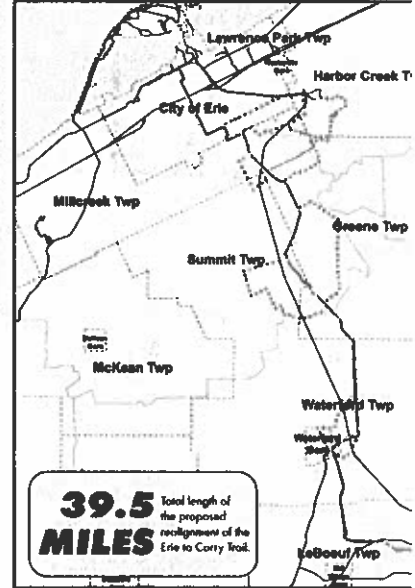 Lawrence Park Twp
Harbor Creek T
City of Erie
Millcreek Twp
Greene Twp
Summit Twp
McKean Twp
Waterford Twp
Waterford
39.5
MILES
Total length of
the proposed
realignment of the
Erie to Corry Trail.
LeBoeuf Twp